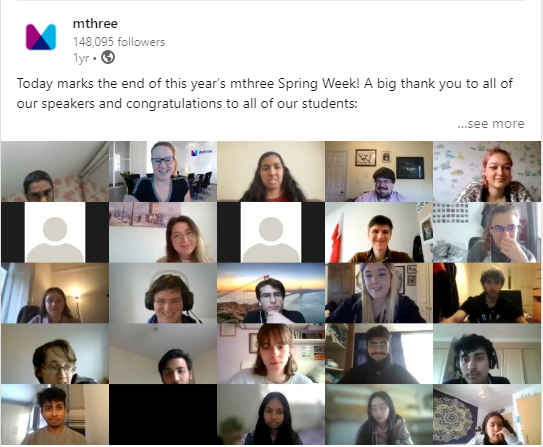 mthree
148,095 followers
1yr •
Today marks the end of this year's mthree Spring Week! A big thank you to all of
our speakers and congratulations to all of our students:
...see more
mthree